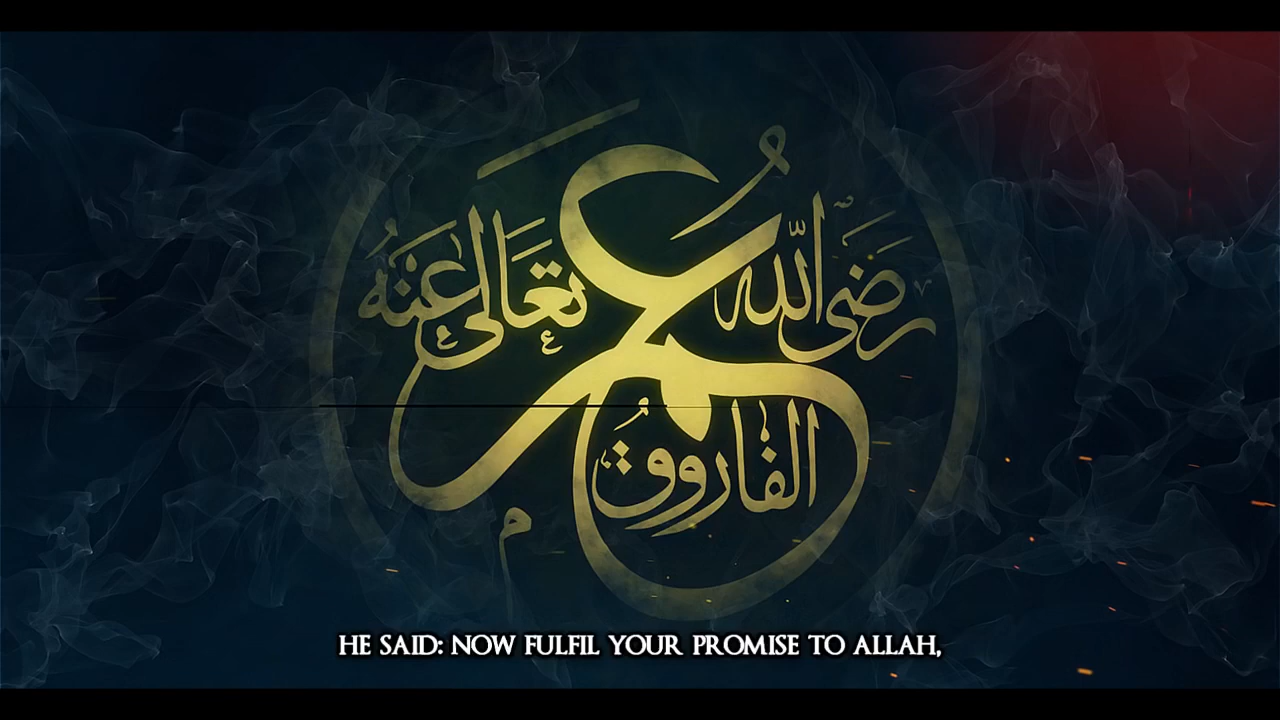 عمر
رضي الله تعالى عنه
الفاروق
HE SAID: NOW FULFIL YOUR PROMISE TO ALLAH,